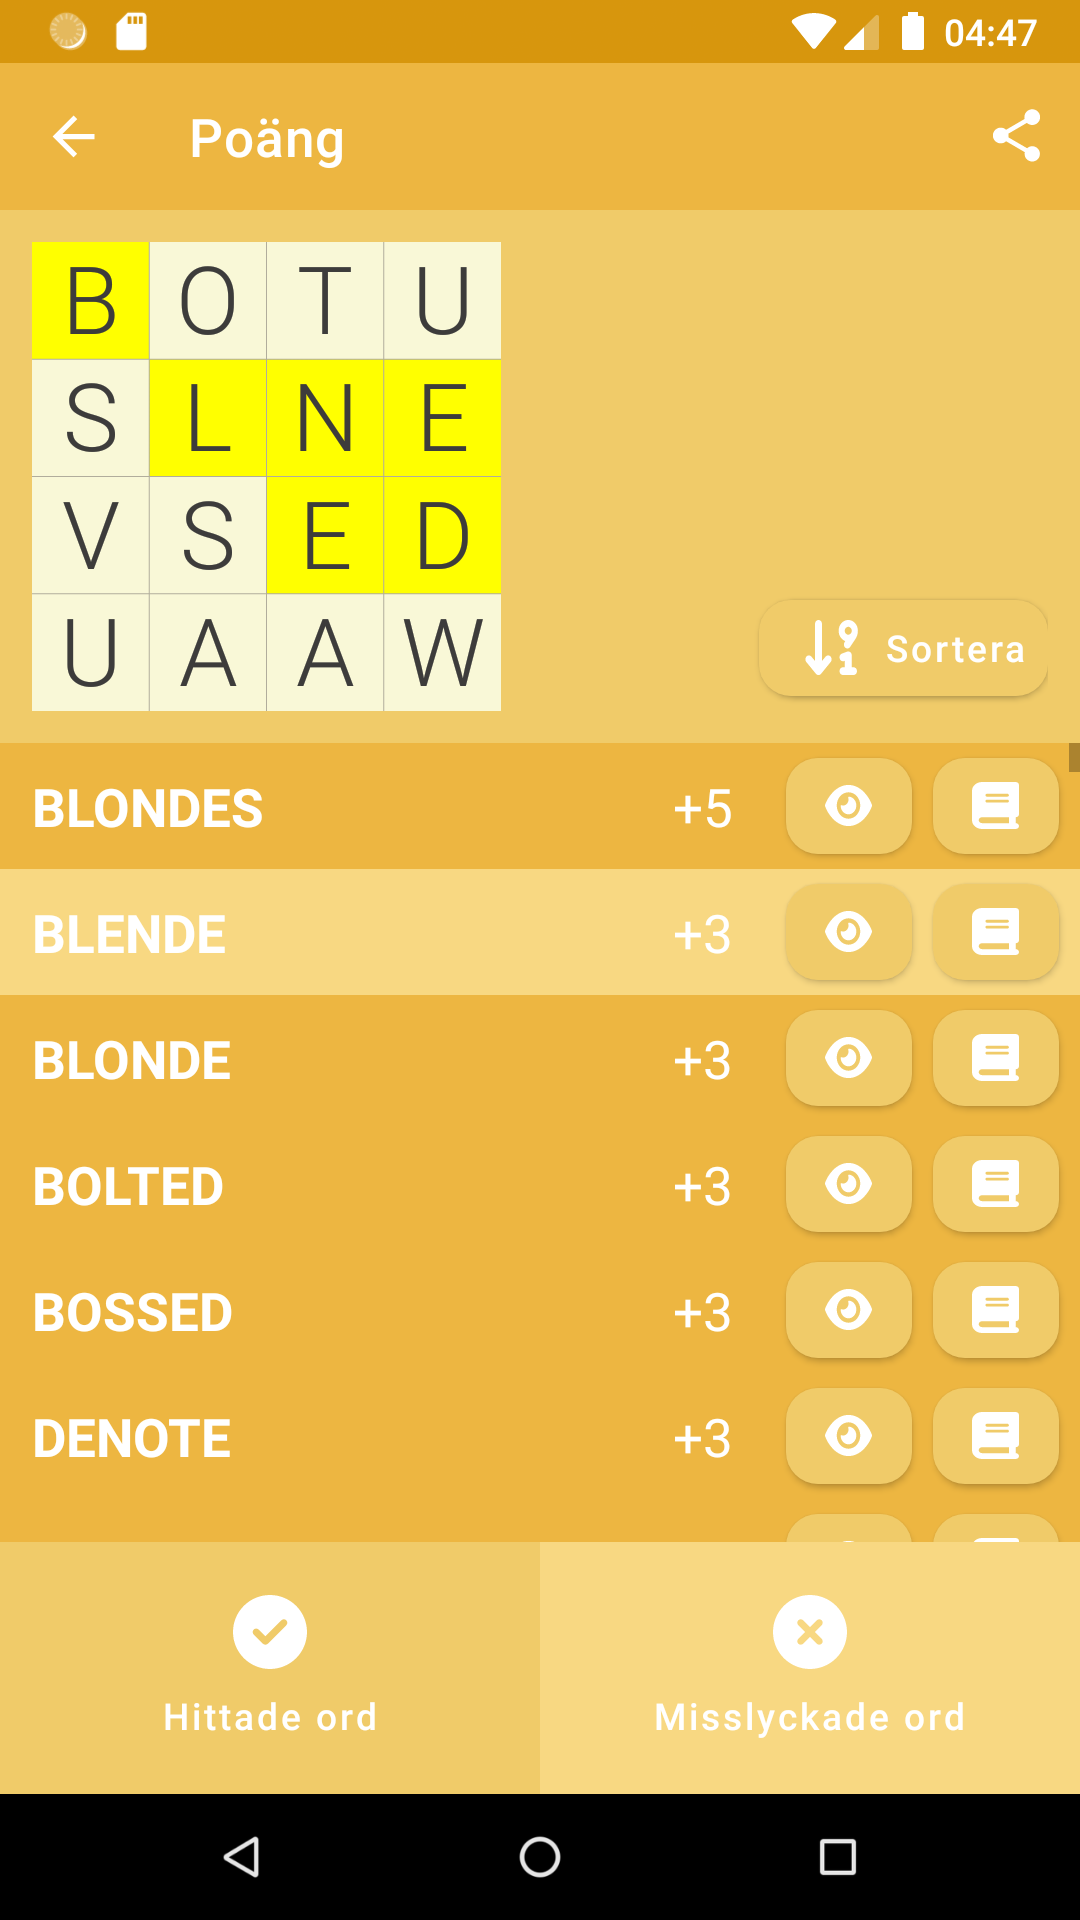 04:47
Poäng
B O T U
S L N E
V S E D
U A A W
Sortera
BLONDES +5
BLENDE +3
BLONDE +3
BOLTED +3
BOSSED +3
DENOTE +3
Hittade ord
Misslyckade ord